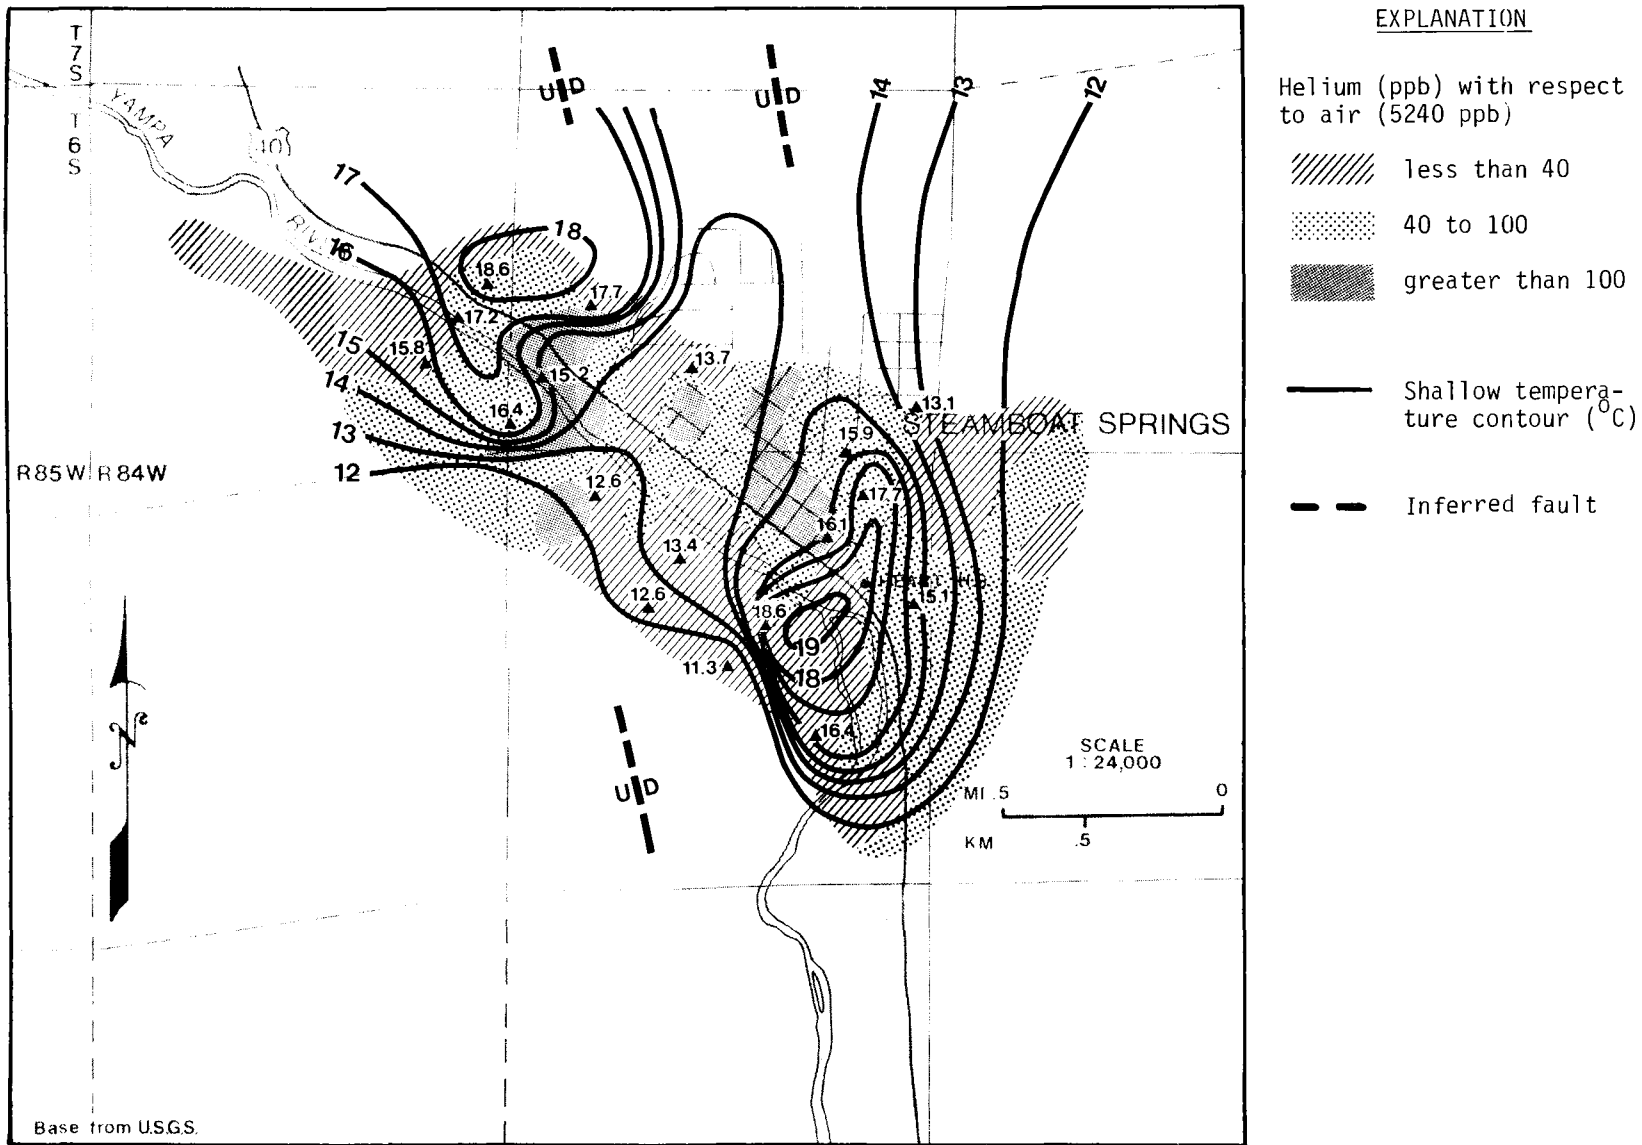 EXPLANATION
Helium (ppb) with respect
to air (5240 ppb)
less than 40
40 to 100
greater than 100
Shallow tempera-
ture contour (°C)
Inferred fault
T
7
S
T
6
S
YAMPA
40
U D
U D
14
13
12
17
16
18
18.6
17.7
17.2
15
15.8
15.2
13.7
14
16.4
13.1
STEAMBOAT SPRINGS
13
15.9
R85W R84W
12
12.6
17.7
16.1
13.4
15.1
12.6
18.6
19
11.3
18
16.4
U D
SCALE
1 : 24,000
MI .5 0
KM .5
Base from U.S.G.S.